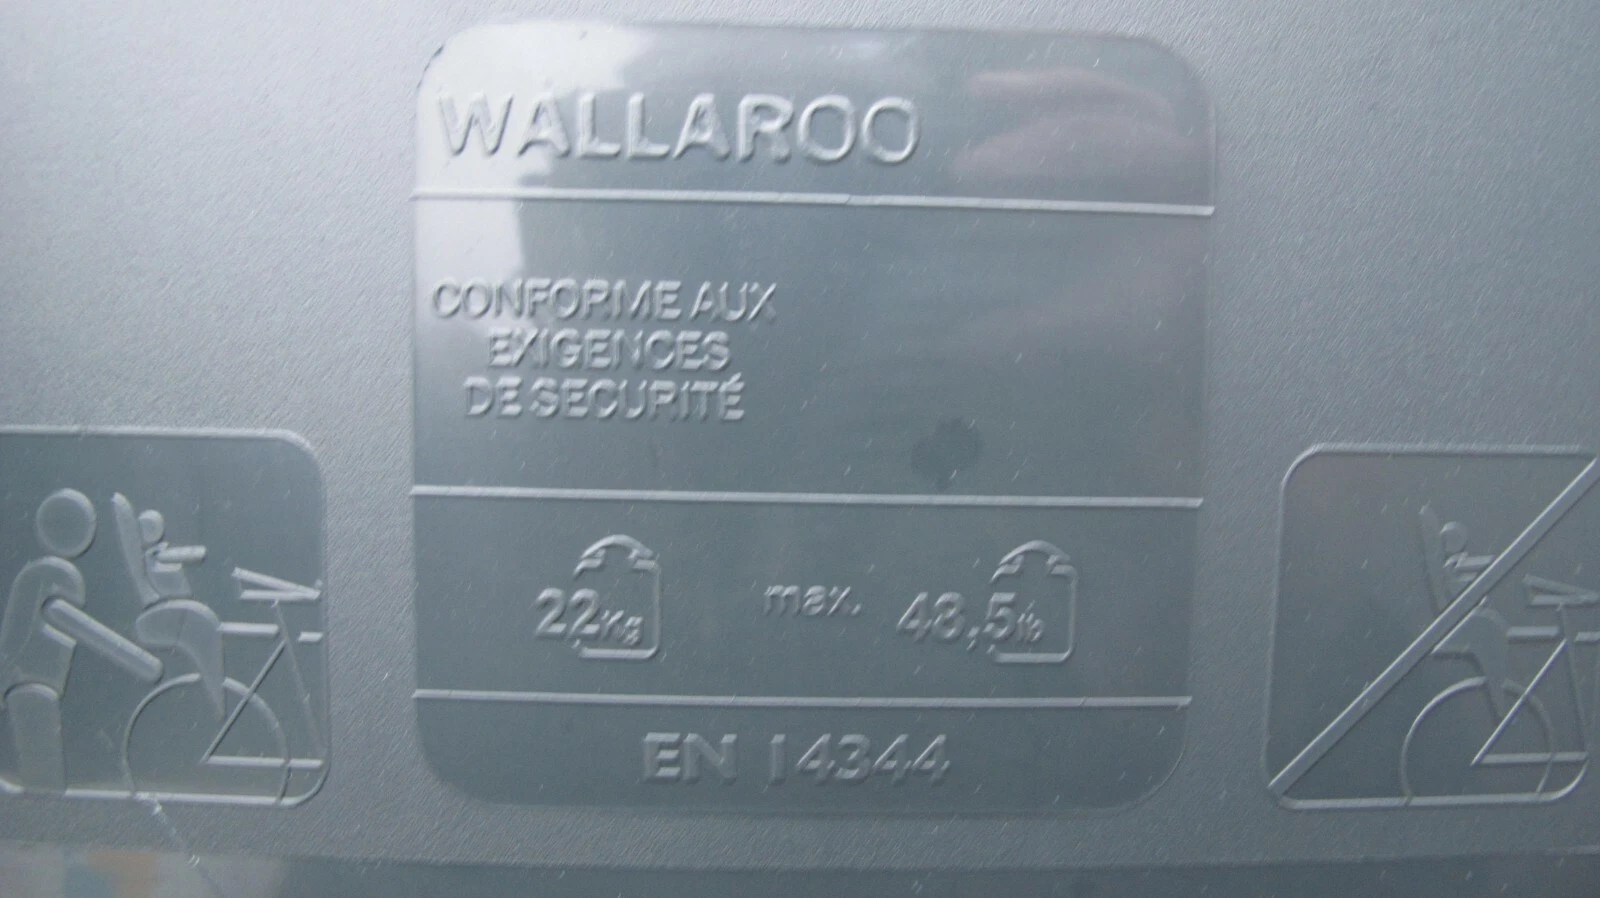 WALLAROO
CONFORME AUX
EXIGENCES
DE SECURITÉ
22Kg max. 48,5lb
EN 14344